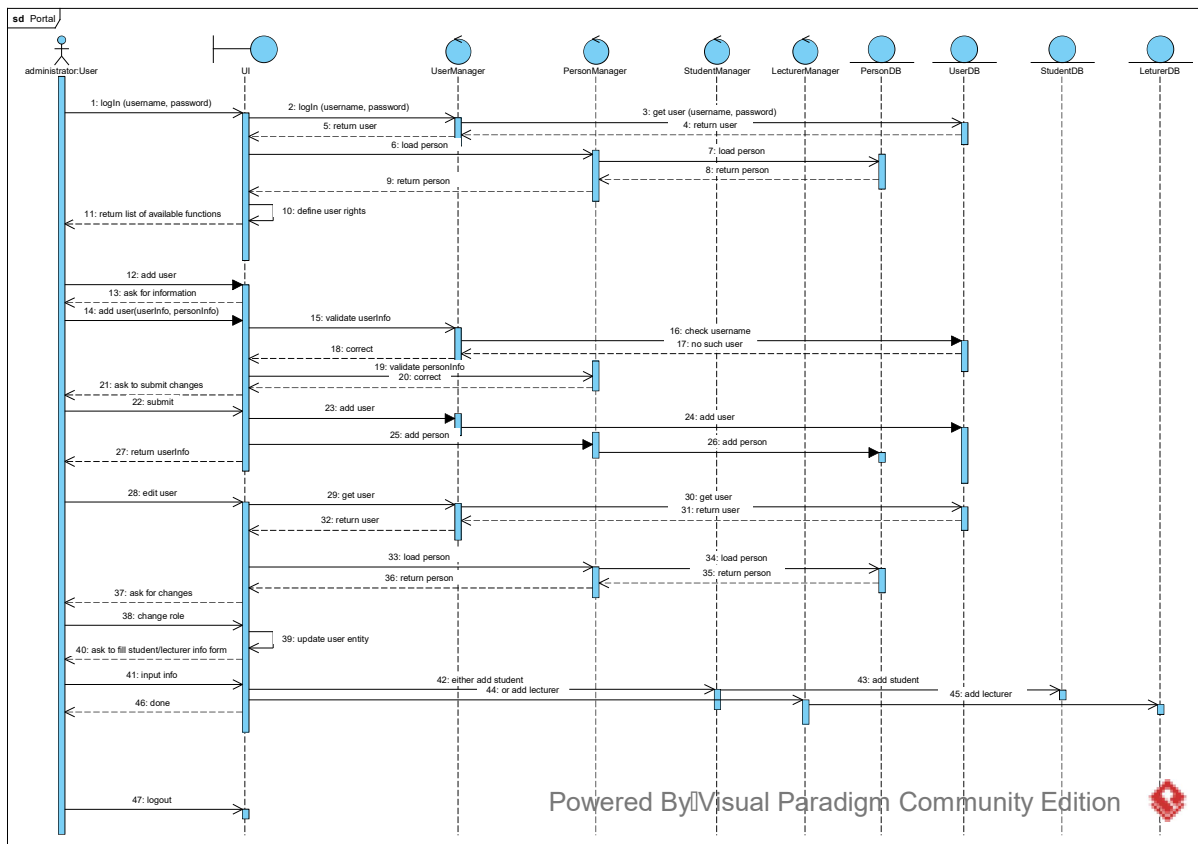 sd Portal
administrator:User
UI
UserManager
PersonManager
StudentManager
LecturerManager
PersonDB
UserDB
StudentDB
LeturerDB
1: logIn (username, password)
2: logIn (username, password)
3: get user (username, password)
4: return user
5: return user
6: load person
7: load person
8: return person
9: return person
10: define user rights
11: return list of available functions
12: add user
13: ask for information
14: add user(userInfo, personInfo)
15: validate userInfo
16: check username
17: no such user
18: correct
19: validate personInfo
20: correct
21: ask to submit changes
22: submit
23: add user
24: add user
25: add person
26: add person
27: return userInfo
28: edit user
29: get user
30: get user
31: return user
32: return user
33: load person
34: load person
35: return person
36: return person
37: ask for changes
38: change role
39: update user entity
40: ask to fill student/lecturer info form
41: input info
42: either add student
43: add student
44: or add lecturer
45: add lecturer
46: done
47: logout
Powered By Visual Paradigm Community Edition